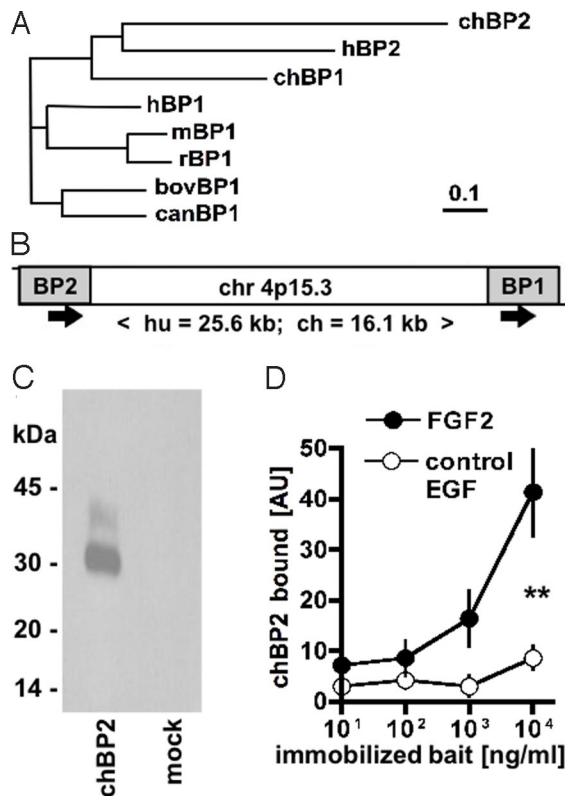 A
chBP2
hBP2
chBP1
hBP1
mBP1
rBP1
bovBP1
canBP1
0.1
B
BP2 chr 4p15.3 BP1
< hu = 25.6 kb; ch = 16.1 kb >
C
kDa
45 -
30 -
20 -
14 -
chBP2 mock
D
FGF2
control
EGF
chBP2 bound [AU]
50
40
30
20
10
0
**
10¹ 10² 10³ 10⁴
immobilized bait [ng/ml]